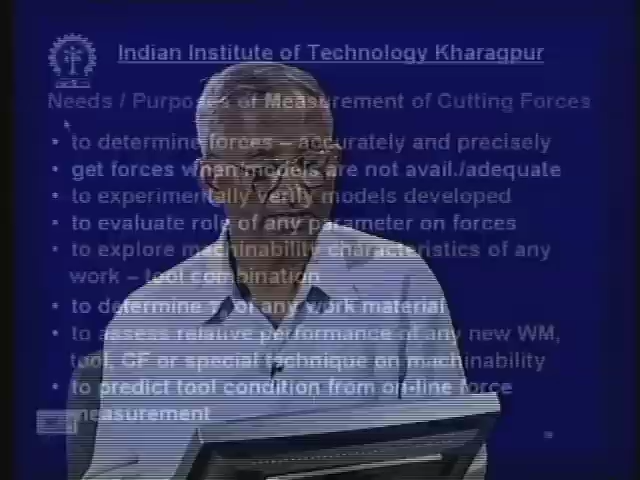 Indian Institute of Technology Kharagpur
Needs / Purposes of Measurement of Cutting Forces
• to determine forces – accurately and precisely
• get forces when models are not avail./adequate
• to experimentally verify models developed
• to evaluate role of any parameter on forces
• to explore machinability characteristics of any
work – tool combination
• to determine of any work material
• to assess relative performance of any new WM,
tool, CF or special technique on machinability
• to predict tool condition from on-line force
measurement